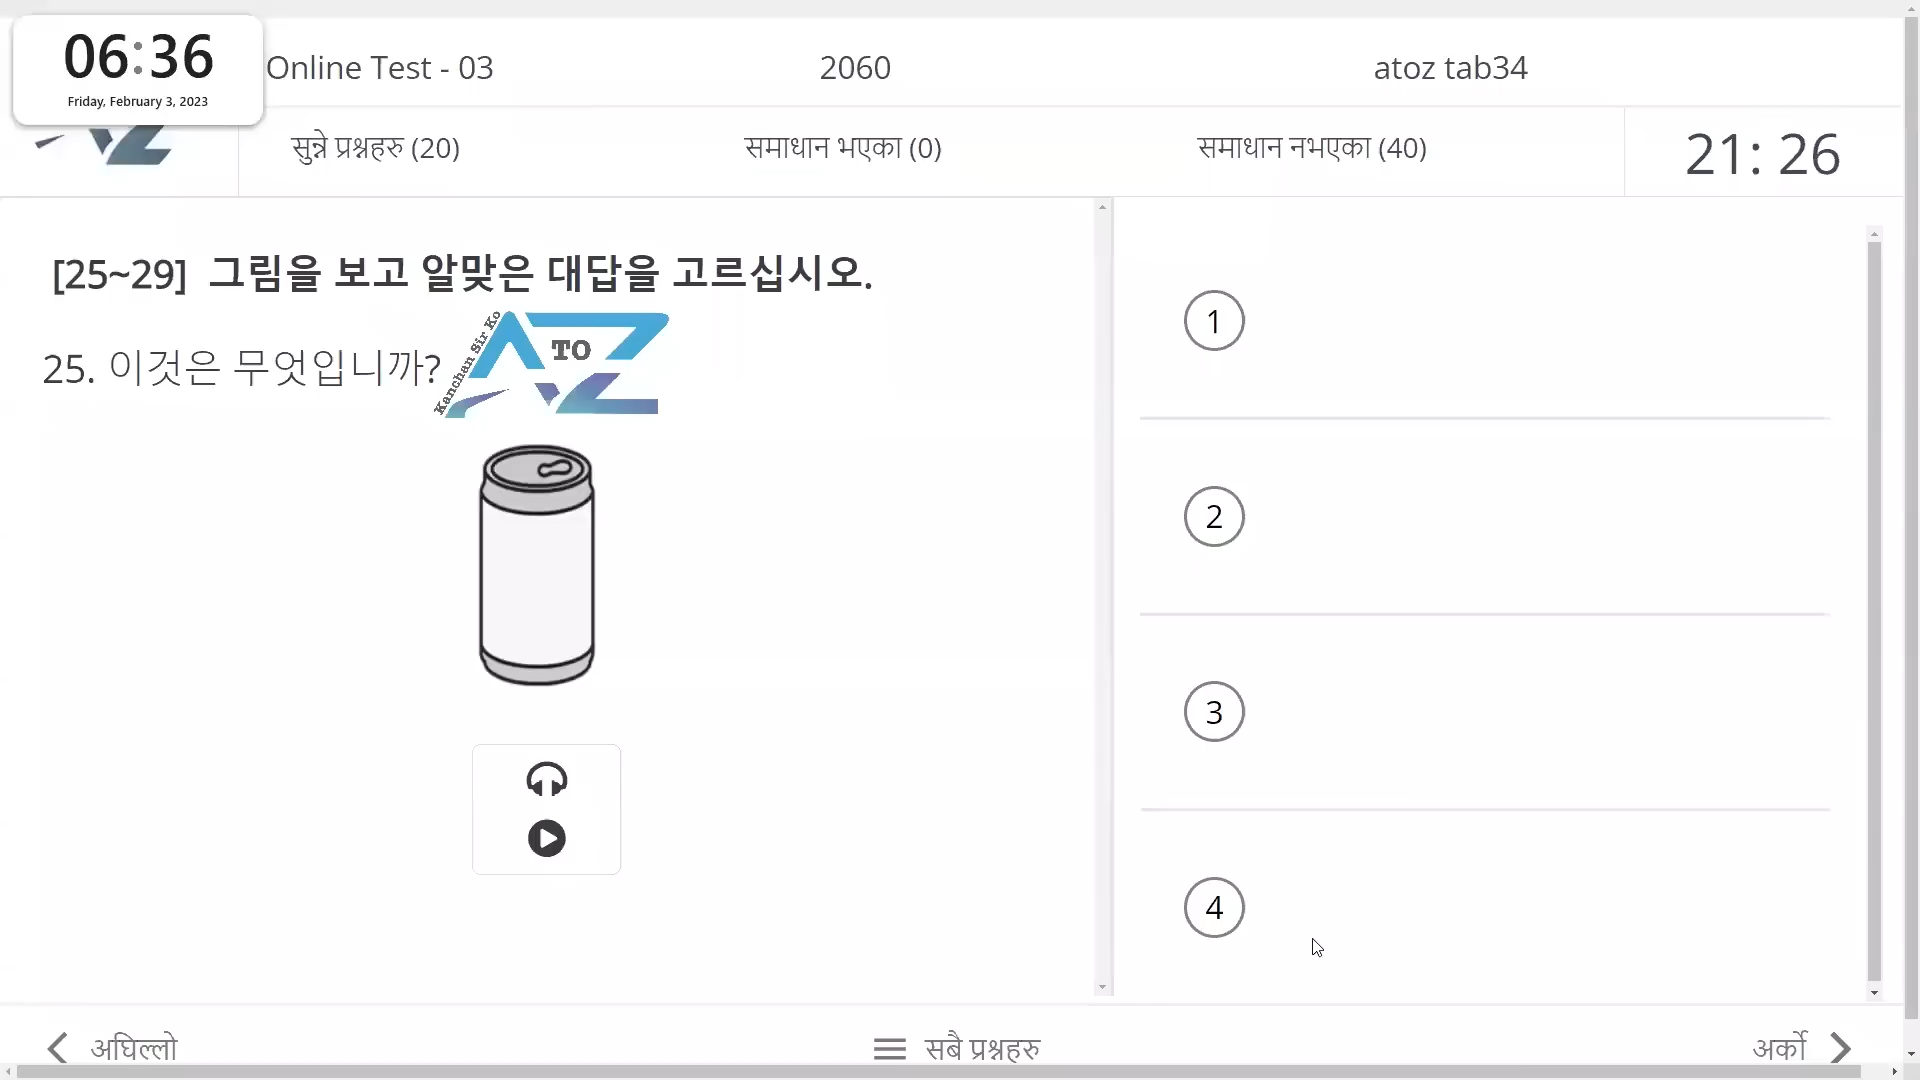 06:36
Friday, February 3, 2023
Online Test - 03
2060
atoz tab34
सुन्ने प्रश्नहरु (20)
समाधान भएका (0)
समाधान नभएका (40)
21: 26
[25~29] 그림을 보고 알맞은 대답을 고르십시오.
25. 이것은 무엇입니까?
Kanchan Sir Ko
A TO Z
1
2
3
4
अघिल्लो
सबै प्रश्नहरु
अर्को